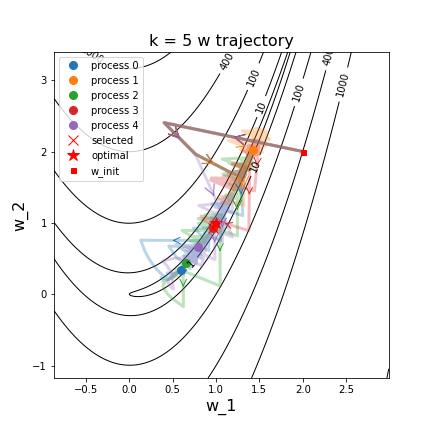 k = 5 w trajectory
process 0
process 1
process 2
process 3
process 4
selected
optimal
w_init
400
100
10
100
400
1000
10
1
3
2
1
0
−1
−0.5
0.0
0.5
1.0
1.5
2.0
2.5
w_1
w_2